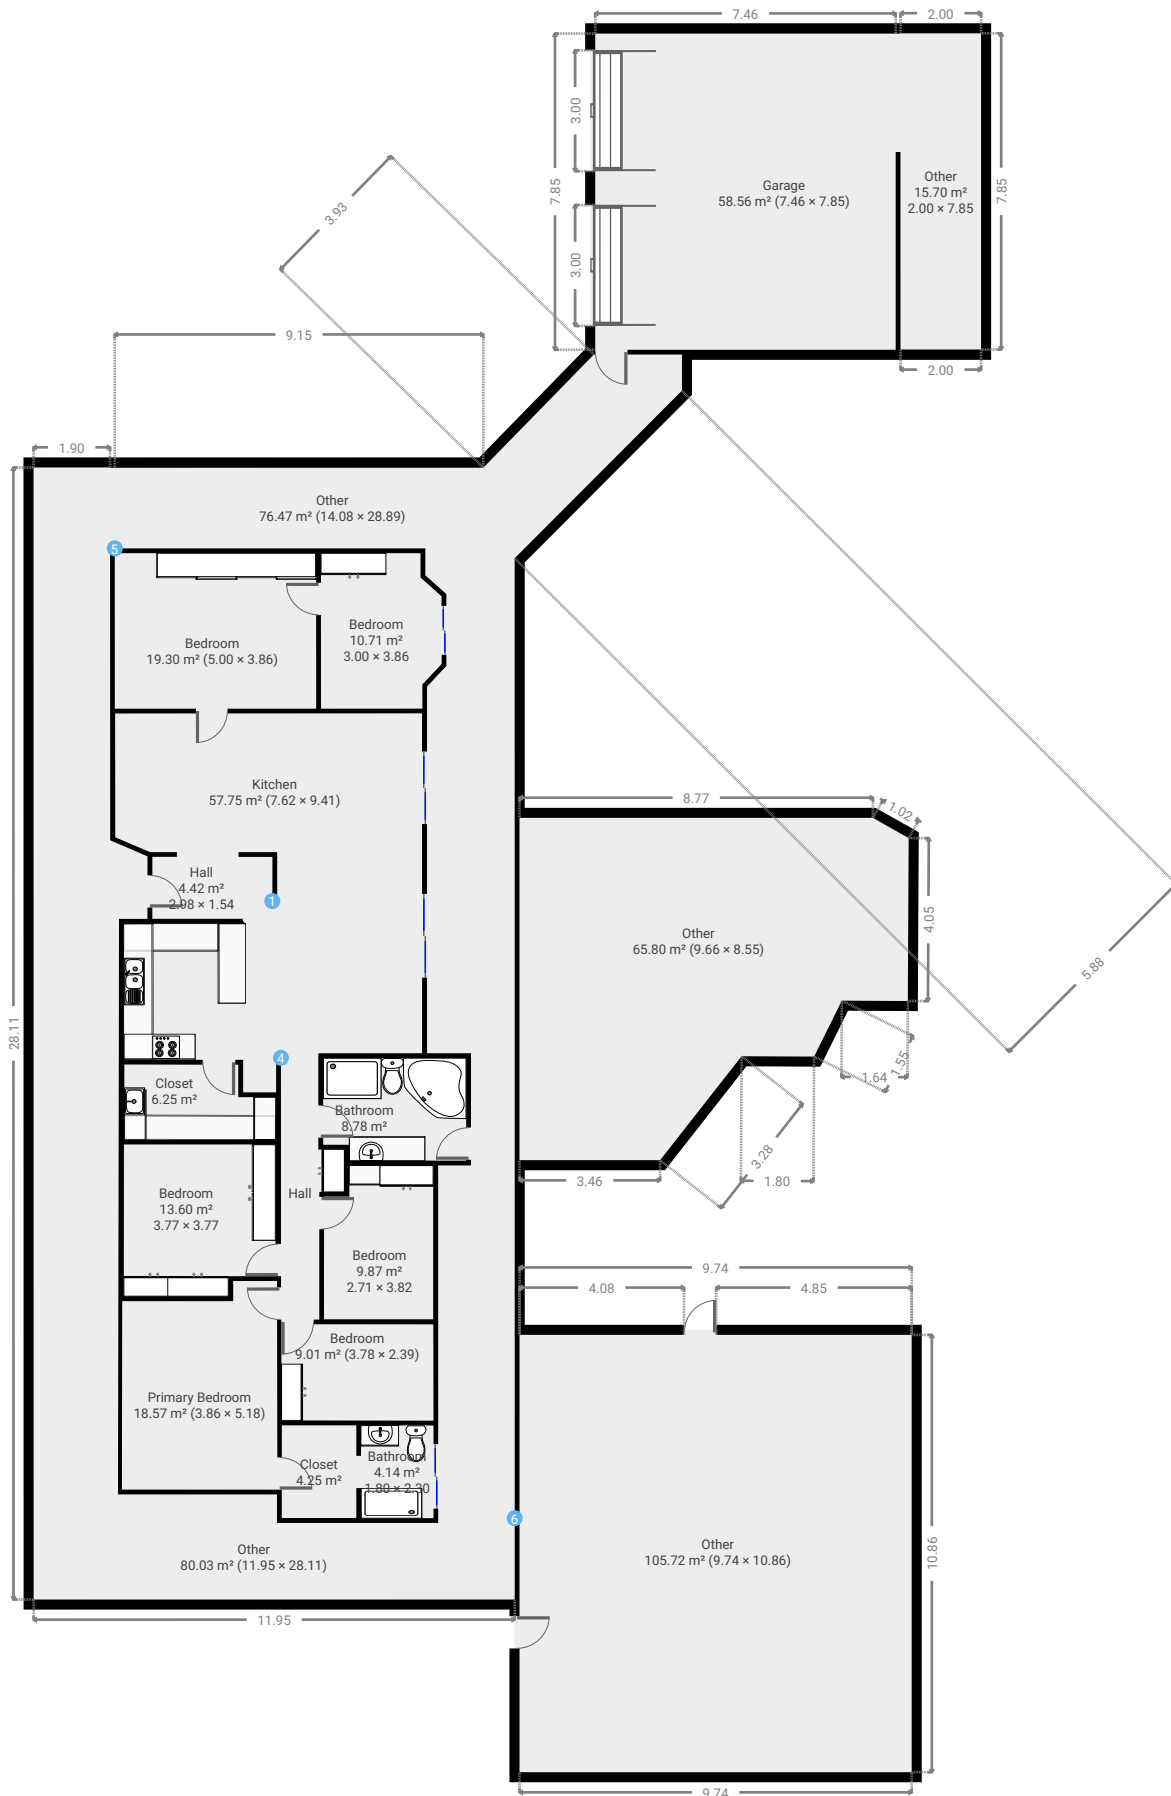 7.46
2.00
3.00
7.85
Garage
58.56 m² (7.46 × 7.85)
Other
15.70 m²
2.00 × 7.85
7.85
3.93
3.00
9.15
2.00
1.90
Other
76.47 m² (14.08 × 28.89)
5
Bedroom
19.30 m² (5.00 × 3.86)
Bedroom
10.71 m²
3.00 × 3.86
Kitchen
57.75 m² (7.62 × 9.41)
8.77
1.02
Hall
4.42 m²
2.98 × 1.54
1
Other
65.80 m² (9.66 × 8.55)
4.05
5.88
28.11
4
Closet
6.25 m²
Bathroom
8.78 m²
1.64
1.55
3.28
1.80
3.46
Bedroom
13.60 m²
3.77 × 3.77
Hall
Bedroom
9.87 m²
2.71 × 3.82
9.74
4.08
4.85
Bedroom
9.01 m² (3.78 × 2.39)
Primary Bedroom
18.57 m² (3.86 × 5.18)
Closet
4.25 m²
Bathroom
4.14 m²
1.80 × 2.30
6
Other
80.03 m² (11.95 × 28.11)
Other
105.72 m² (9.74 × 10.86)
10.86
11.95
9.74